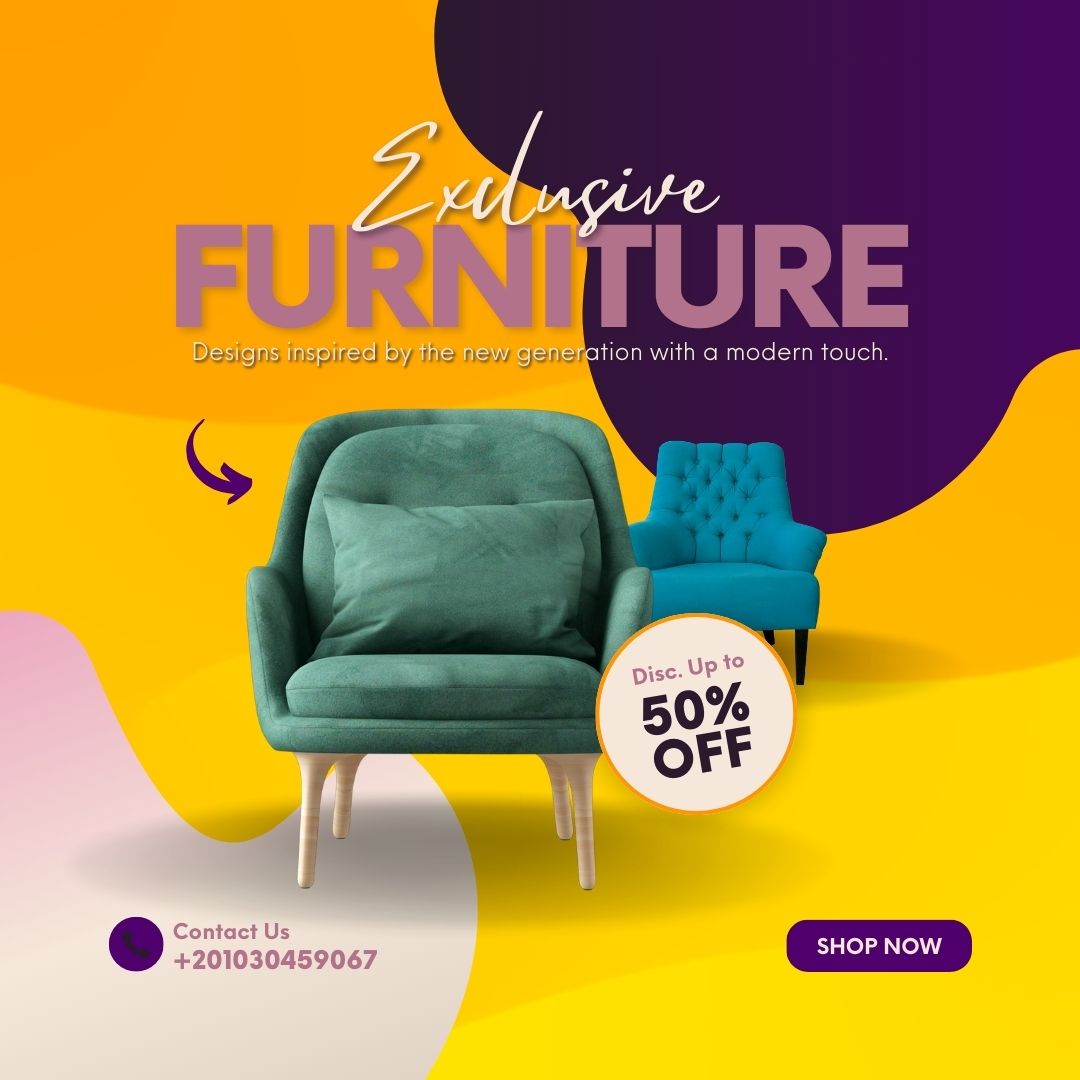 Exclusive
FURNITURE
Designs inspired by the new generation with a modern touch.
Disc. Up to
50%
OFF
Contact Us
+201030459067
SHOP NOW